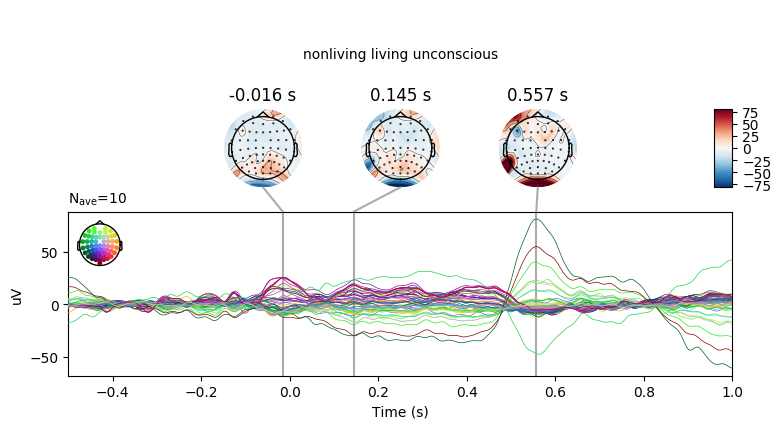 nonliving living unconscious
-0.016 s 0.145 s 0.557 s
75
50
25
0
−25
−50
−75
Nave=10
50
0
−50
uV
−0.4 −0.2 0.0 0.2 0.4 0.6 0.8 1.0
Time (s)